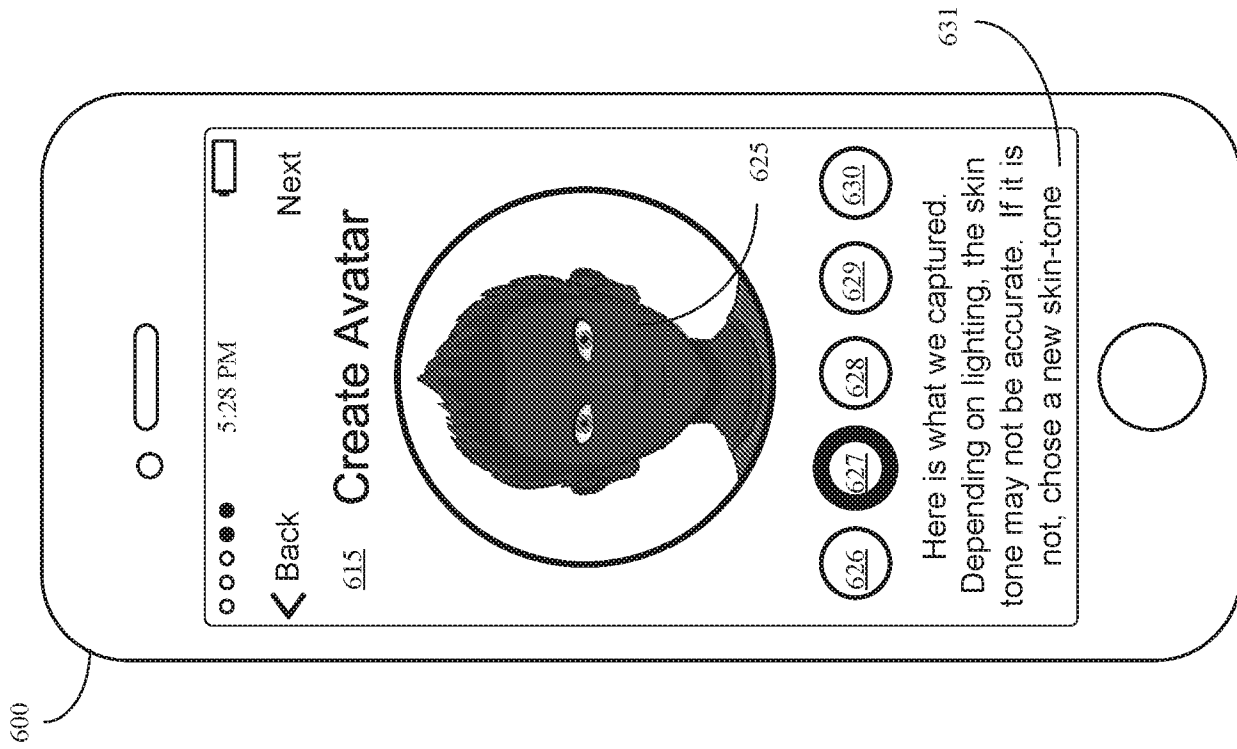 600
5:28 PM
Back
Next
615
Create Avatar
625
626
627
628
629
630
Here is what we captured.
Depending on lighting, the skin
tone may not be accurate. If it is
not, chose a new skin-tone
631